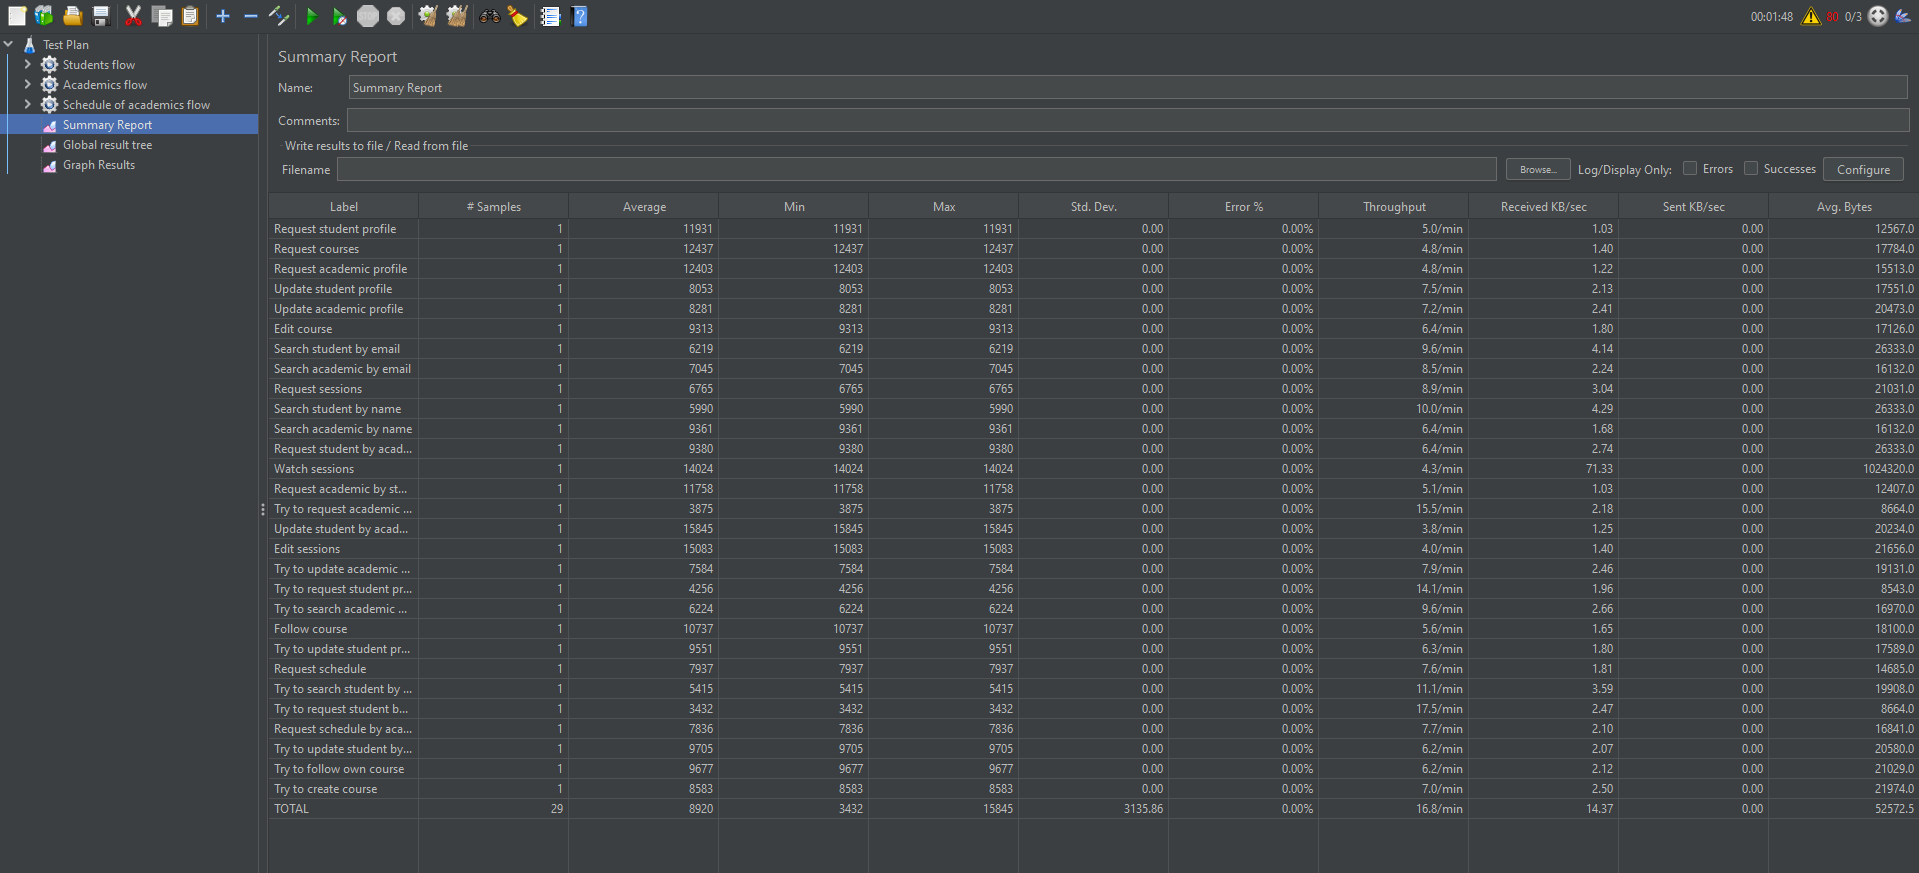 00:01:48 80 0/3
Test Plan
Students flow
Academics flow
Schedule of academics flow
Summary Report
Global result tree
Graph Results
Summary Report
Name: Summary Report
Comments:
Write results to file / Read from file
Filename Browse... Log/Display Only: Errors Successes Configure
Label # Samples Average Min Max Std. Dev. Error % Throughput Received KB/sec Sent KB/sec Avg. Bytes
Request student profile 1 11931 11931 11931 0.00 0.00% 5.0/min 1.03 0.00 12567.0
Request courses 1 12437 12437 12437 0.00 0.00% 4.8/min 1.40 0.00 17784.0
Request academic profile 1 12403 12403 12403 0.00 0.00% 4.8/min 1.22 0.00 15513.0
Update student profile 1 8053 8053 8053 0.00 0.00% 7.5/min 2.13 0.00 17551.0
Update academic profile 1 8281 8281 8281 0.00 0.00% 7.2/min 2.41 0.00 20473.0
Edit course 1 9313 9313 9313 0.00 0.00% 6.4/min 1.80 0.00 17126.0
Search student by email 1 6219 6219 6219 0.00 0.00% 9.6/min 4.14 0.00 26333.0
Search academic by email 1 7045 7045 7045 0.00 0.00% 8.5/min 2.24 0.00 16132.0
Request sessions 1 6765 6765 6765 0.00 0.00% 8.9/min 3.04 0.00 21031.0
Search student by name 1 5990 5990 5990 0.00 0.00% 10.0/min 4.29 0.00 26333.0
Search academic by name 1 9361 9361 9361 0.00 0.00% 6.4/min 1.68 0.00 16132.0
Request student by acad... 1 9380 9380 9380 0.00 0.00% 6.4/min 2.74 0.00 26333.0
Watch sessions 1 14024 14024 14024 0.00 0.00% 4.3/min 71.33 0.00 1024320.0
Request academic by st... 1 11758 11758 11758 0.00 0.00% 5.1/min 1.03 0.00 12407.0
Try to request academic ... 1 3875 3875 3875 0.00 0.00% 15.5/min 2.18 0.00 8664.0
Update student by acad... 1 15845 15845 15845 0.00 0.00% 3.8/min 1.25 0.00 20234.0
Edit sessions 1 15083 15083 15083 0.00 0.00% 4.0/min 1.40 0.00 21656.0
Try to update academic ... 1 7584 7584 7584 0.00 0.00% 7.9/min 2.46 0.00 19131.0
Try to request student pr... 1 4256 4256 4256 0.00 0.00% 14.1/min 1.96 0.00 8543.0
Try to search academic ... 1 6224 6224 6224 0.00 0.00% 9.6/min 2.66 0.00 16970.0
Follow course 1 10737 10737 10737 0.00 0.00% 5.6/min 1.65 0.00 18100.0
Try to update student pr... 1 9551 9551 9551 0.00 0.00% 6.3/min 1.80 0.00 17589.0
Request schedule 1 7937 7937 7937 0.00 0.00% 7.6/min 1.81 0.00 14685.0
Try to search student by ... 1 5415 5415 5415 0.00 0.00% 11.1/min 3.59 0.00 19908.0
Try to request student b... 1 3432 3432 3432 0.00 0.00% 17.5/min 2.47 0.00 8664.0
Request schedule by aca... 1 7836 7836 7836 0.00 0.00% 7.7/min 2.10 0.00 16841.0
Try to update student by... 1 9705 9705 9705 0.00 0.00% 6.2/min 2.07 0.00 20580.0
Try to follow own course 1 9677 9677 9677 0.00 0.00% 6.2/min 2.12 0.00 21029.0
Try to create course 1 8583 8583 8583 0.00 0.00% 7.0/min 2.50 0.00 21974.0
TOTAL 29 8920 3432 15845 3135.86 0.00% 16.8/min 14.37 0.00 52572.5